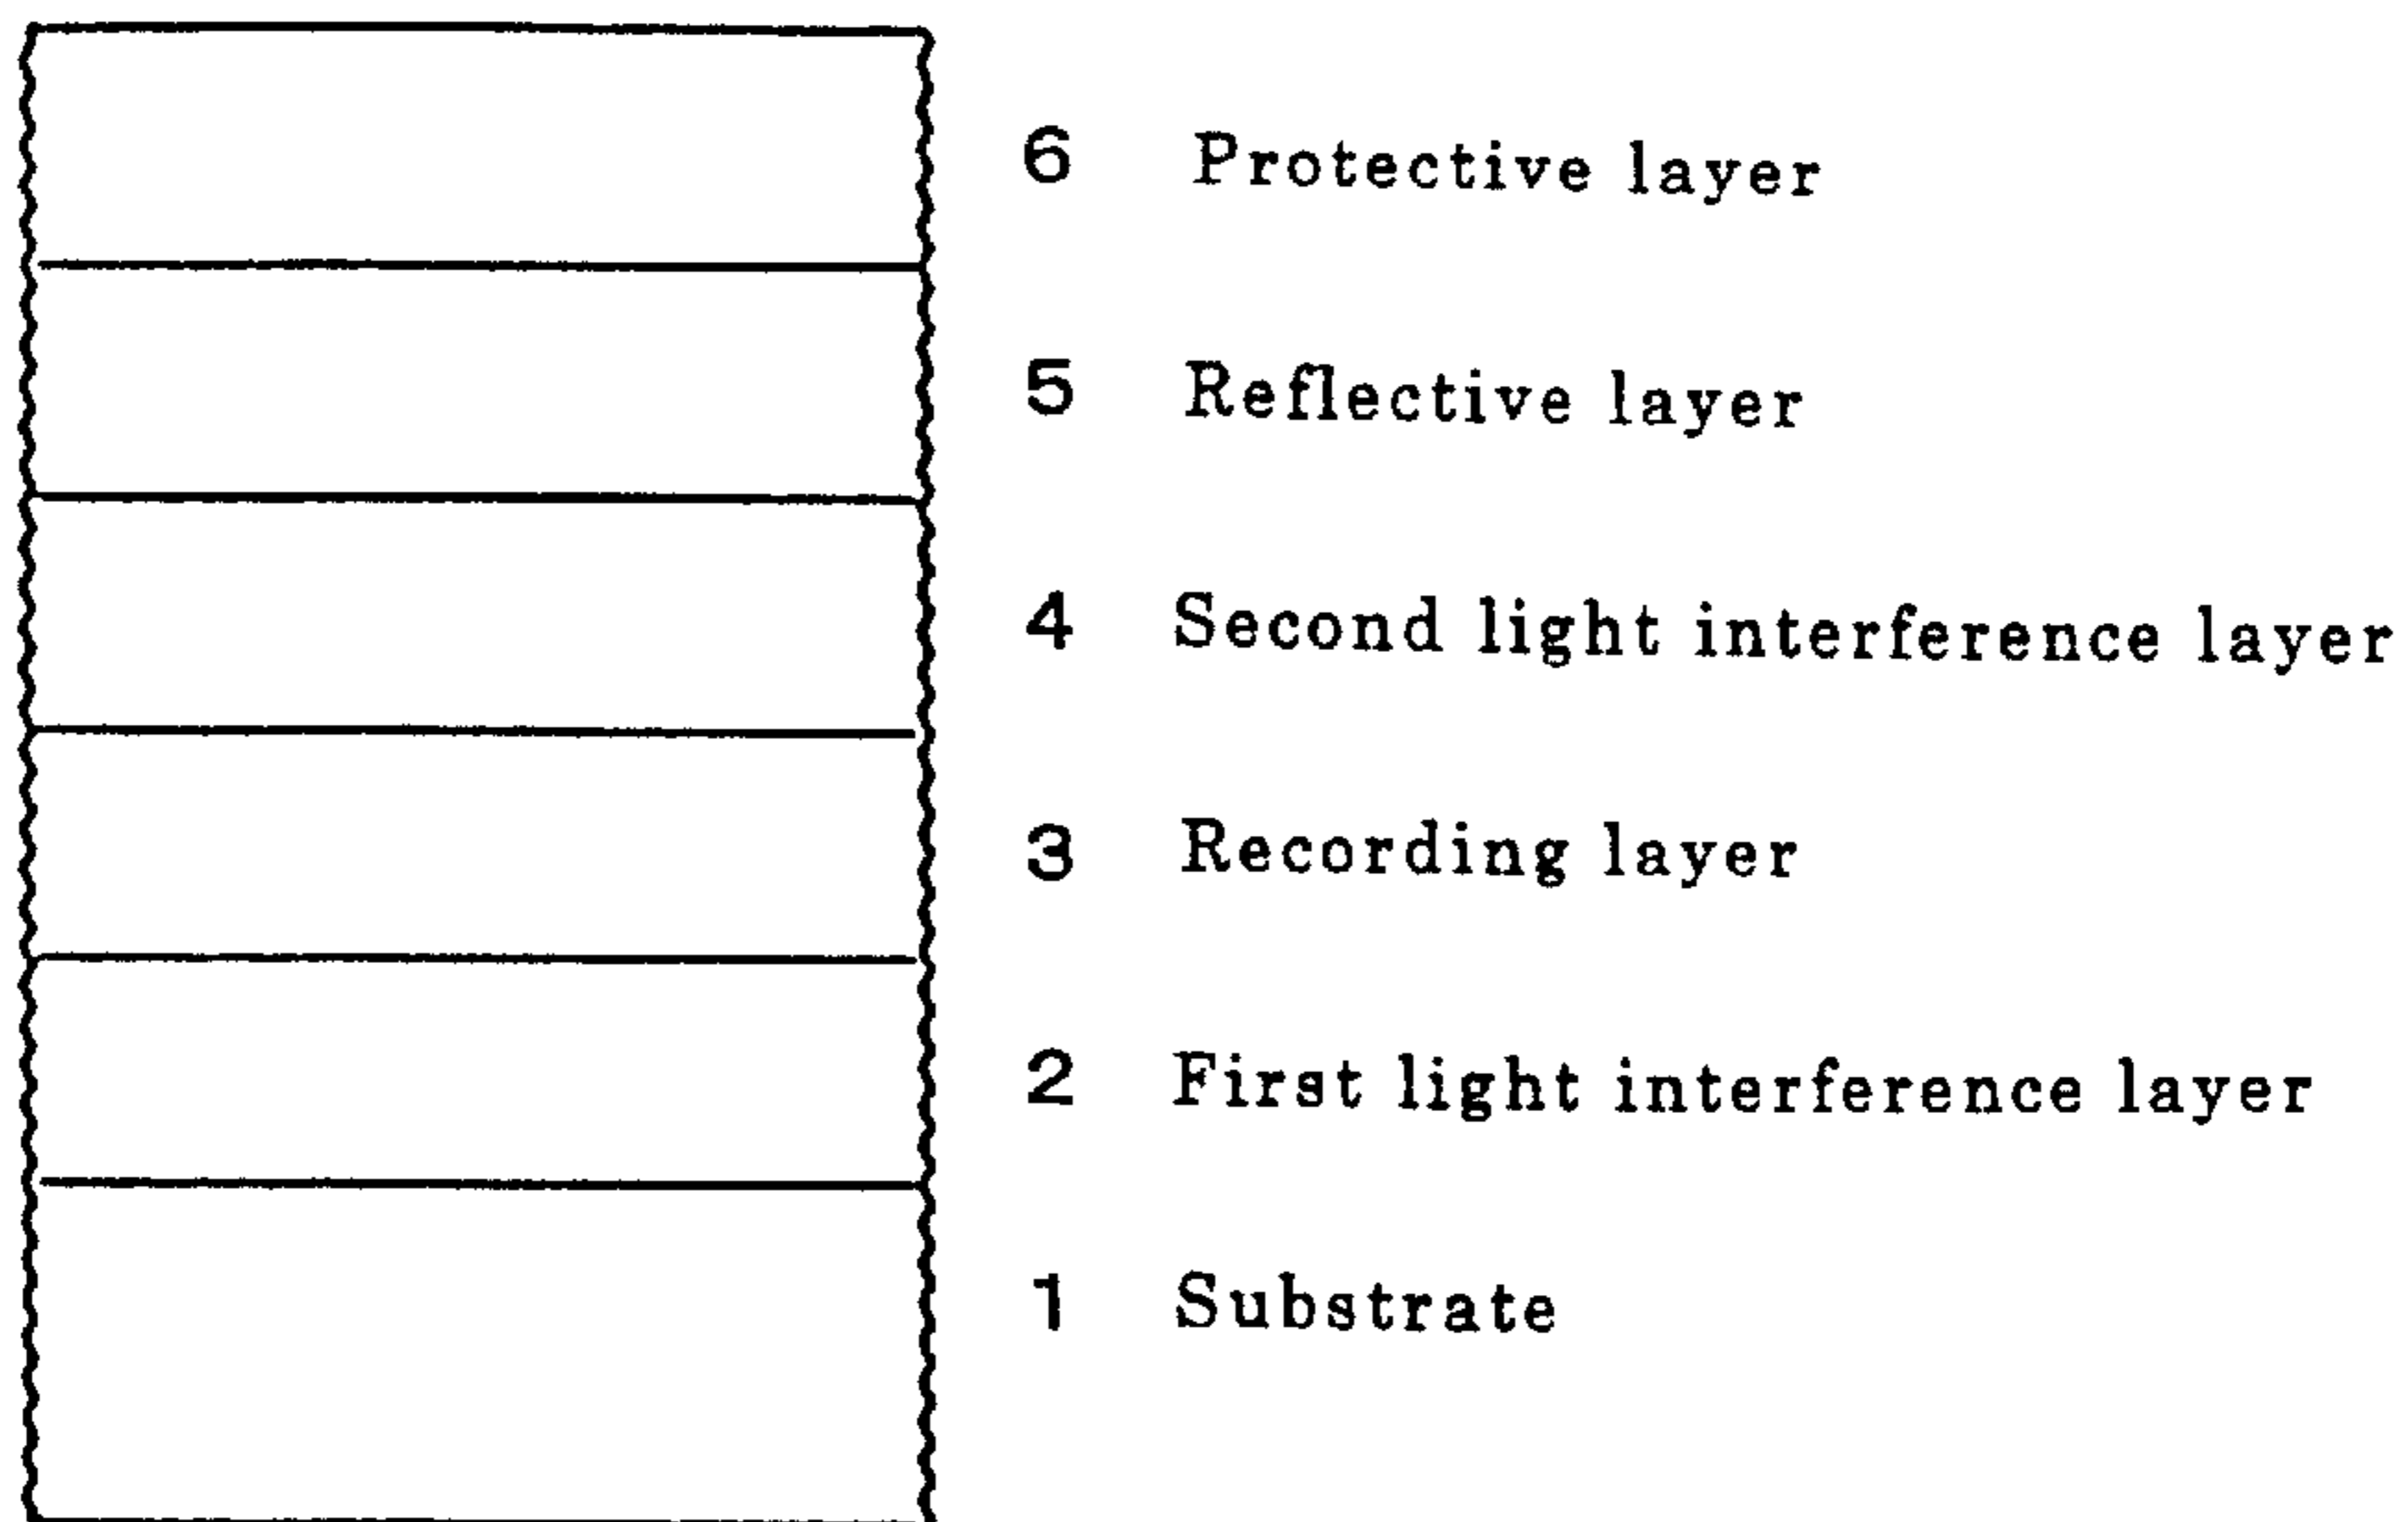 6 Protective layer
5 Reflective layer
4 Second light interference layer
3 Recording layer
2 First light interference layer
1 Substrate